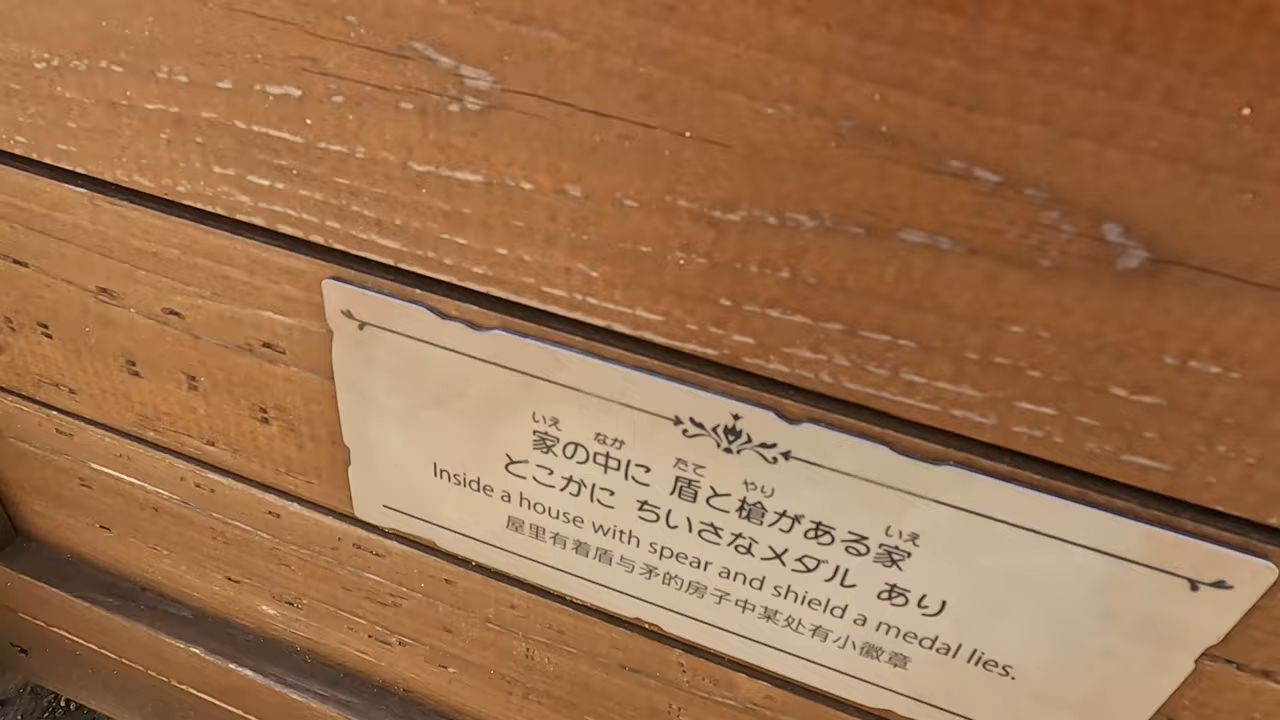 いえ なか
家の中に 盾と槍がある家
たて やり いえ
とこかに ちいさなメダル あり
Inside a house with spear and shield a medal lies.
屋里有着盾与矛的房子中某处有小徽章